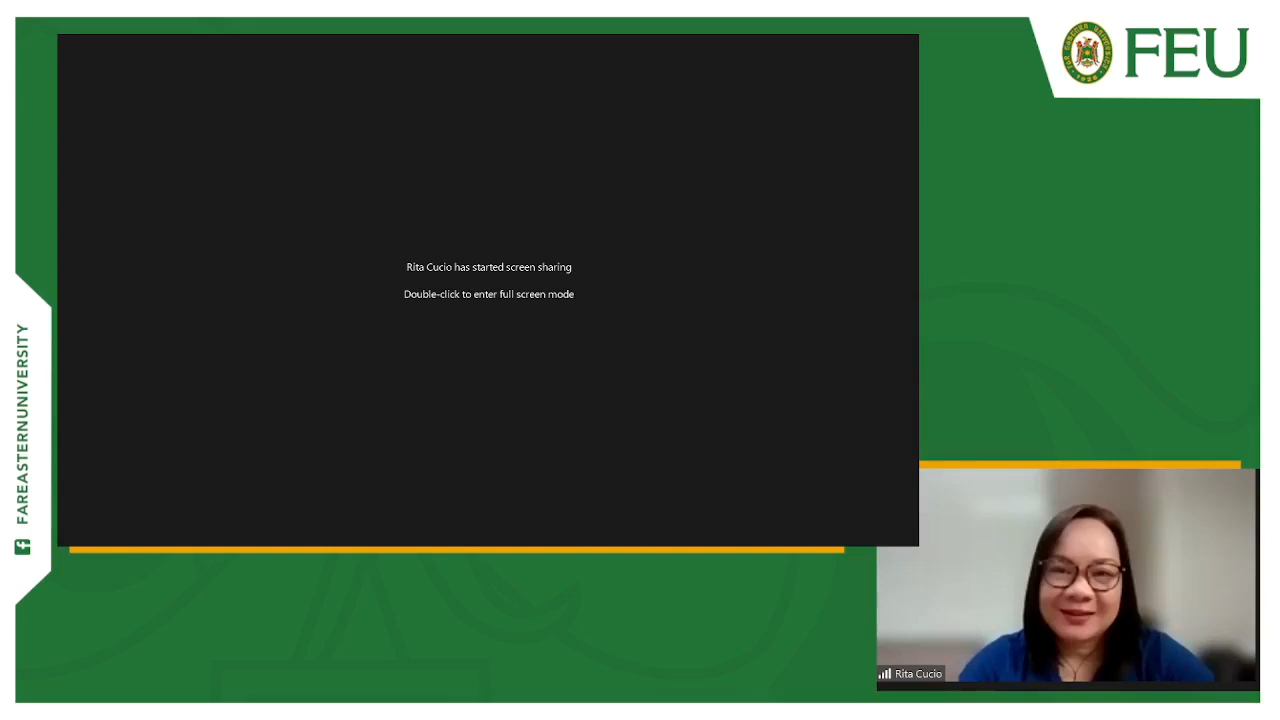 FEU
Rita Cucio has started screen sharing
Double-click to enter full screen mode
FAREASTERNUNIVERSITY
Rita Cucio